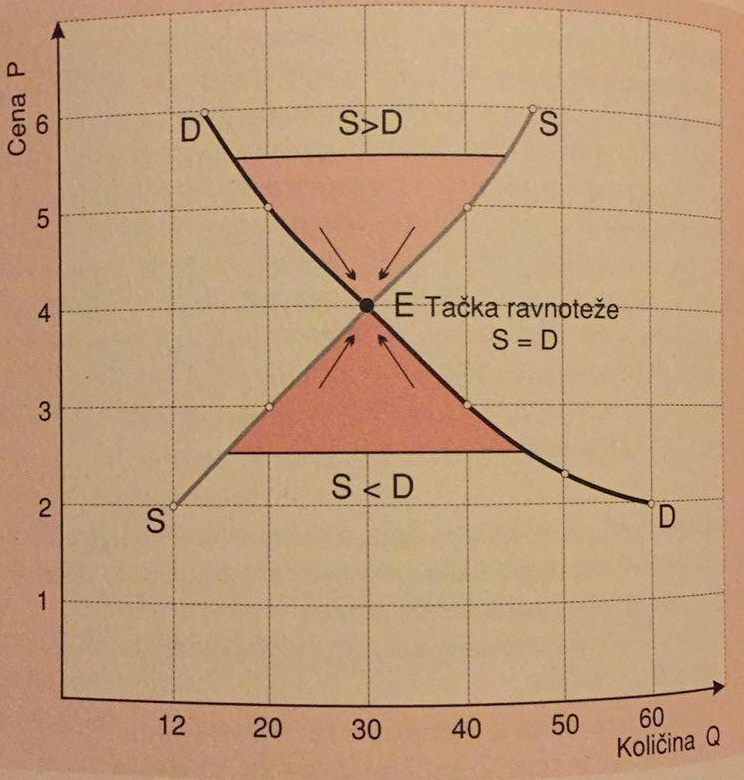 Cena P
6
5
4
3
2
1
D
S>D
S
E Tačka ravnoteže
S = D
S < D
S
D
12
20
30
40
50
60
Količina Q